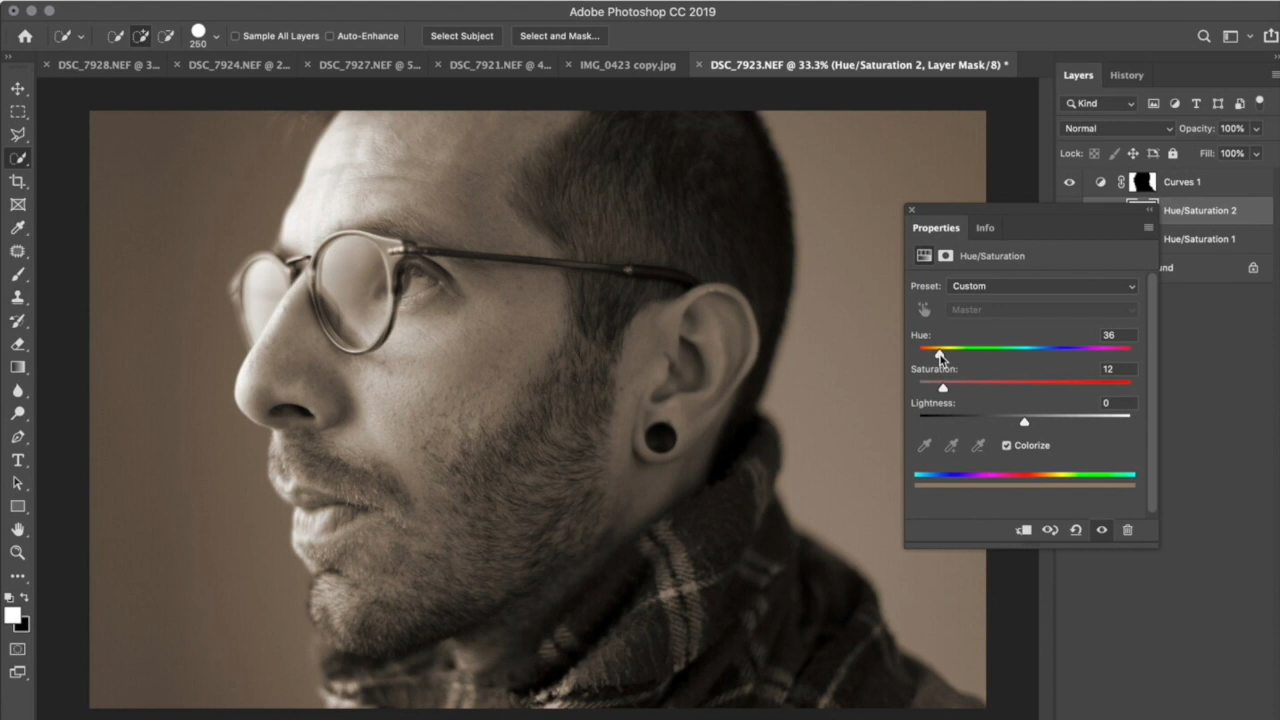 Adobe Photoshop CC 2019
250
Sample All Layers
Auto-Enhance
Select Subject
Select and Mask...
DSC_7928.NEF @ 3...
DSC_7924.NEF @ 2...
DSC_7927.NEF @ 5...
DSC_7921.NEF @ 4...
IMG_0423 copy.jpg
DSC_7923.NEF @ 33.3% (Hue/Saturation 2, Layer Mask/8) *
Layers
History
Kind
Normal
Opacity: 100%
Lock:
Fill: 100%
Curves 1
Hue/Saturation 2
Hue/Saturation 1
und
Properties
Info
Hue/Saturation
Preset: Custom
Master
Hue: 36
Saturation: 12
Lightness: 0
Colorize